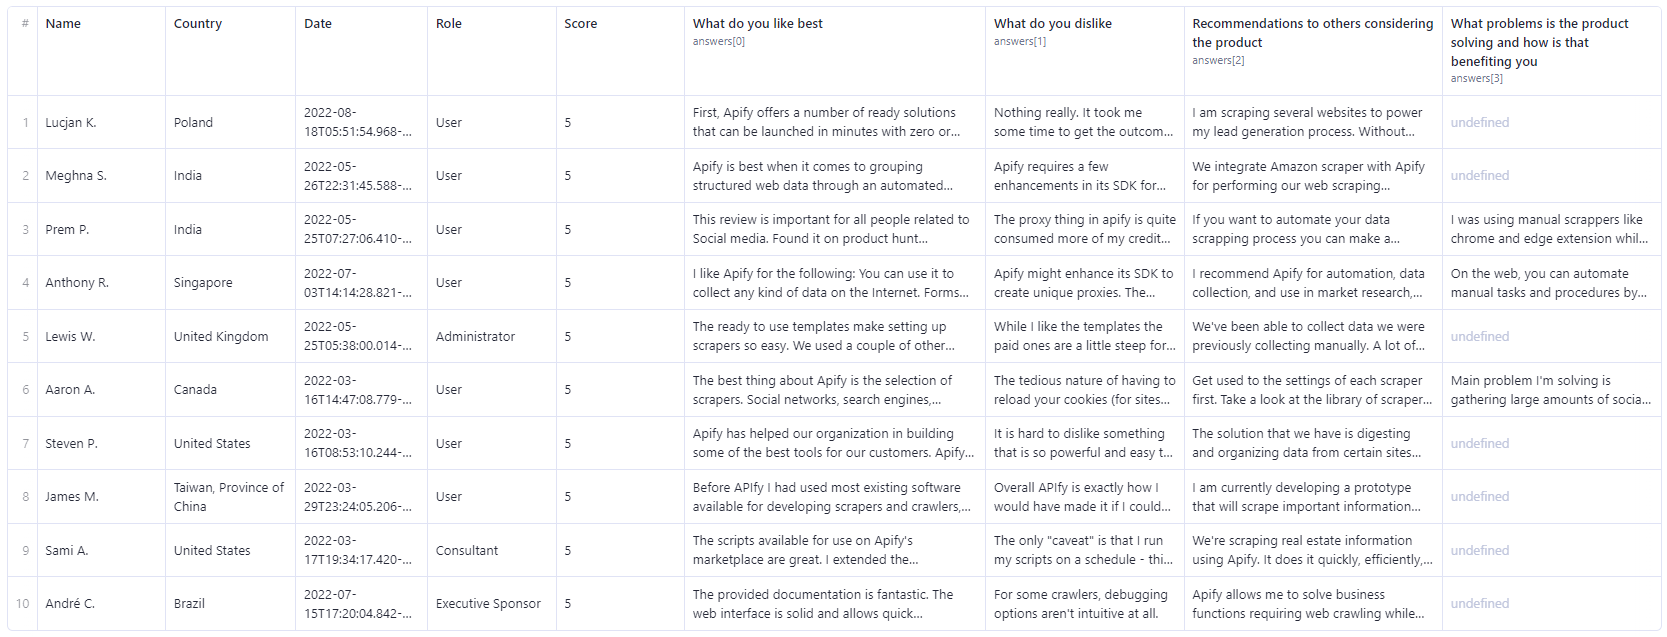 # Name Country Date Role Score What do you like best What do you dislike Recommendations to others considering What problems is the product
answers[0] answers[1] the product solving and how is that
answers[2] benefiting you
answers[3]
1 Lucjan K. Poland 2022-08- User 5 First, Apify offers a number of ready solutions Nothing really. It took me I am scraping several websites to power undefined
18T05:51:54.968-... that can be launched in minutes with zero or... some time to get the outcom... my lead generation process. Without...
2 Meghna S. India 2022-05- User 5 Apify is best when it comes to grouping Apify requires a few We integrate Amazon scraper with Apify undefined
26T22:31:45.588-... structured web data through an automated... enhancements in its SDK for... for performing our web scraping...
3 Prem P. India 2022-05- User 5 This review is important for all people related to The proxy thing in apify is quite If you want to automate your data I was using manual scrappers like
25T07:27:06.410-... Social media. Found it on product hunt... consumed more of my credit... scrapping process you can make a... chrome and edge extension whil...
4 Anthony R. Singapore 2022-07- User 5 I like Apify for the following: You can use it to Apify might enhance its SDK to I recommend Apify for automation, data On the web, you can automate
03T14:14:28.821-... collect any kind of data on the Internet. Forms... create unique proxies. The... collection, and use in market research,... manual tasks and procedures by...
5 Lewis W. United Kingdom 2022-05- Administrator 5 The ready to use templates make setting up While I like the templates the We've been able to collect data we were undefined
25T05:38:00.014-... scrapers so easy. We used a couple of other... paid ones are a little steep for... previously collecting manually. A lot of...
6 Aaron A. Canada 2022-03- User 5 The best thing about Apify is the selection of The tedious nature of having to Get used to the settings of each scraper Main problem I'm solving is
16T14:47:08.779-... scrapers. Social networks, search engines,... reload your cookies (for sites... first. Take a look at the library of scraper... gathering large amounts of socia...
7 Steven P. United States 2022-03- User 5 Apify has helped our organization in building It is hard to dislike something The solution that we have is digesting undefined
16T08:53:10.244-... some of the best tools for our customers. Apify... that is so powerful and easy t... and organizing data from certain sites...
8 James M. Taiwan, Province of 2022-03- User 5 Before APIfy I had used most existing software Overall APIfy is exactly how I I am currently developing a prototype undefined
China 29T23:24:05.206-... available for developing scrapers and crawlers,... would have made it if I could... that will scrape important information...
9 Sami A. United States 2022-03- Consultant 5 The scripts available for use on Apify's The only "caveat" is that I run We're scraping real estate information undefined
17T19:34:17.420-... marketplace are great. I extended the... my scripts on a schedule - thi... using Apify. It does it quickly, efficiently,...
10 André C. Brazil 2022-07- Executive Sponsor 5 The provided documentation is fantastic. The For some crawlers, debugging Apify allows me to solve business undefined
15T17:20:04.842-... web interface is solid and allows quick... options aren't intuitive at all. functions requiring web crawling while...